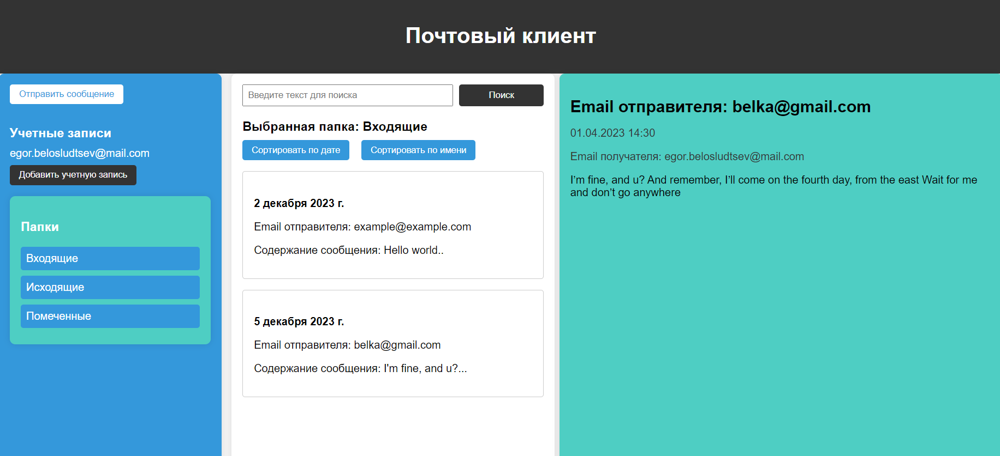 Почтовый клиент
Отправить сообщение
Учетные записи
egor.belosludtsev@mail.com
Добавить учетную запись
Папки
Входящие
Исходящие
Помеченные
Введите текст для поиска
Поиск
Выбранная папка: Входящие
Сортировать по дате
Сортировать по имени
2 декабря 2023 г.
Email отправителя: example@example.com
Содержание сообщения: Hello world..
5 декабря 2023 г.
Email отправителя: belka@gmail.com
Содержание сообщения: I'm fine, and u?...
Email отправителя: belka@gmail.com
01.04.2023 14:30
Email получателя: egor.belosludtsev@mail.com
I’m fine, and u? And remember, I’ll come on the fourth day, from the east Wait for me
and don’t go anywhere